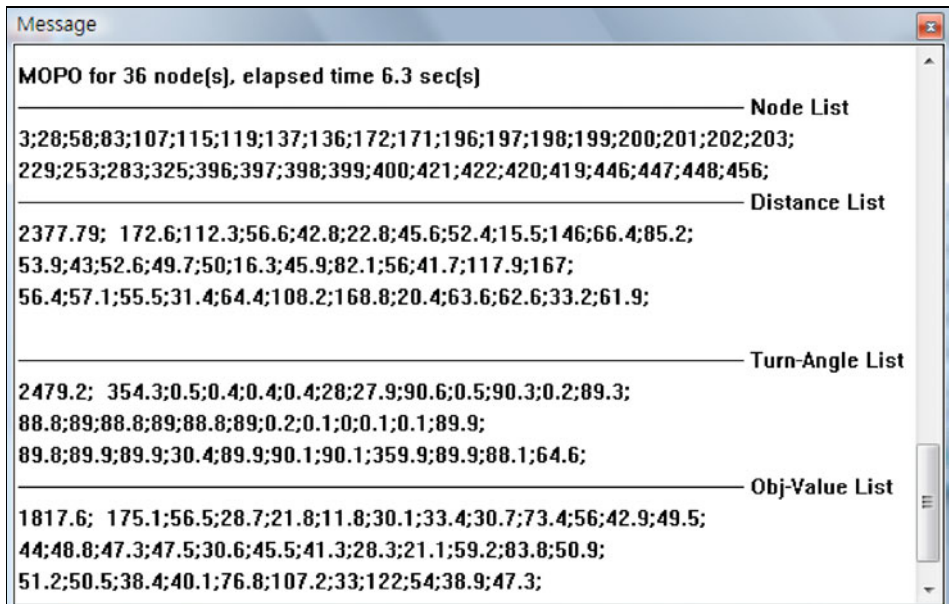 Message
MOPO for 36 node(s), elapsed time 6.3 sec(s)
Node List
3;28;58;83;107;115;119;137;136;172;171;196;197;198;199;200;201;202;203;
229;253;283;325;396;397;398;399;400;421;422;420;419;446;447;448;456;
Distance List
2377.79;  172.6;112.3;56.6;42.8;22.8;45.6;52.4;15.5;146;66.4;85.2;
53.9;43;52.6;49.7;50;16.3;45.9;82.1;56;41.7;117.9;167;
56.4;57.1;55.5;31.4;64.4;108.2;168.8;20.4;63.6;62.6;33.2;61.9;
Turn-Angle List
2479.2;  354.3;0.5;0.4;0.4;0.4;28;27.9;90.6;0.5;90.3;0.2;89.3;
88.8;89;88.8;89;88.8;89;0.2;0.1;0;0.1;0.1;89.9;
89.8;89.9;89.9;30.4;89.9;90.1;90.1;359.9;89.9;88.1;64.6;
Obj-Value List
1817.6;  175.1;56.5;28.7;21.8;11.8;30.1;33.4;30.7;73.4;56;42.9;49.5;
44;48.8;47.3;47.5;30.6;45.5;41.3;28.3;21.1;59.2;83.8;50.9;
51.2;50.5;38.4;40.1;76.8;107.2;33;122;54;38.9;47.3;